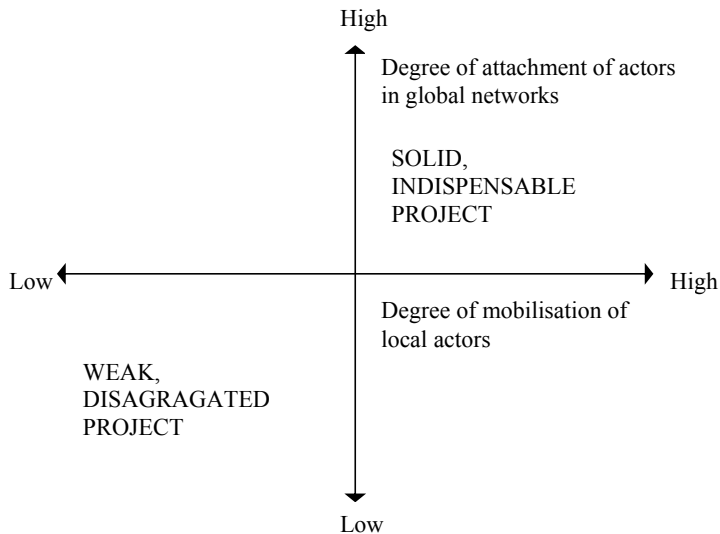 High
Degree of attachment of actors
in global networks
SOLID,
INDISPENSABLE
PROJECT
Low
High
Degree of mobilisation of
local actors
WEAK,
DISAGRAGATED
PROJECT
Low